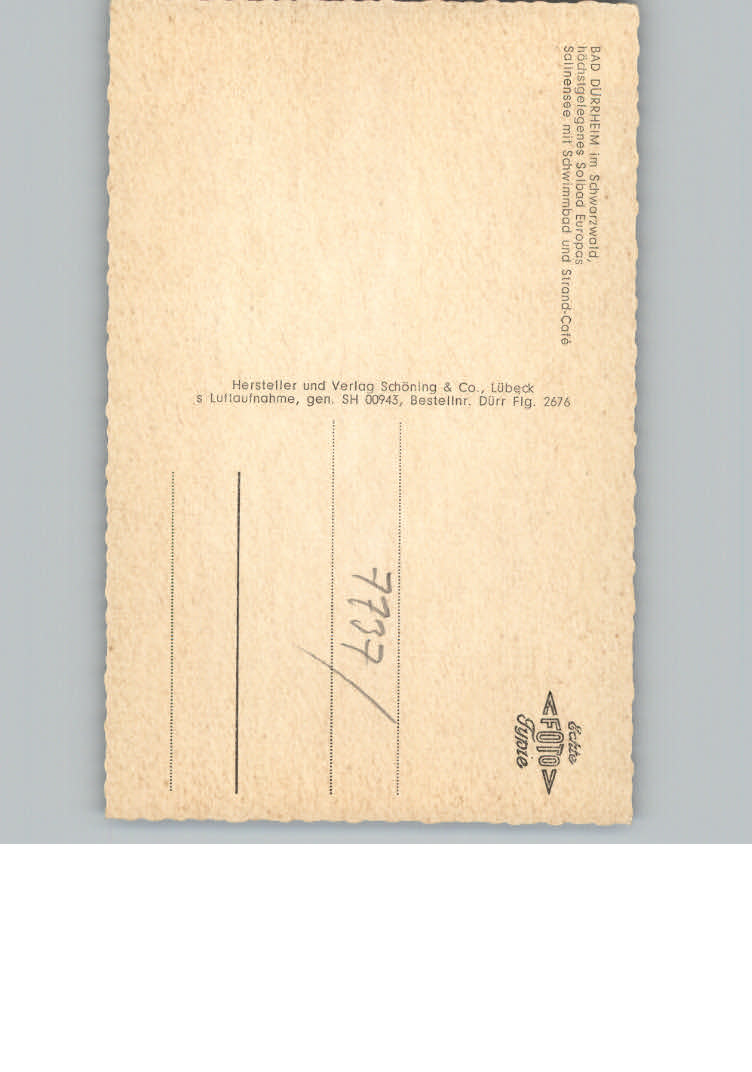 BAD DÜRRHEIM im Schwarzwald,
höchstgelegenes Solbad Europas
Salinensee mit Schwimmbad und Strand-Café
Hersteller und Verlag Schöning & Co., Lübeck
s Luftaufnahme, gen. SH 00943, Bestellnr. Dürr Flg. 2676
7737/
Echte
FOTO
Typie